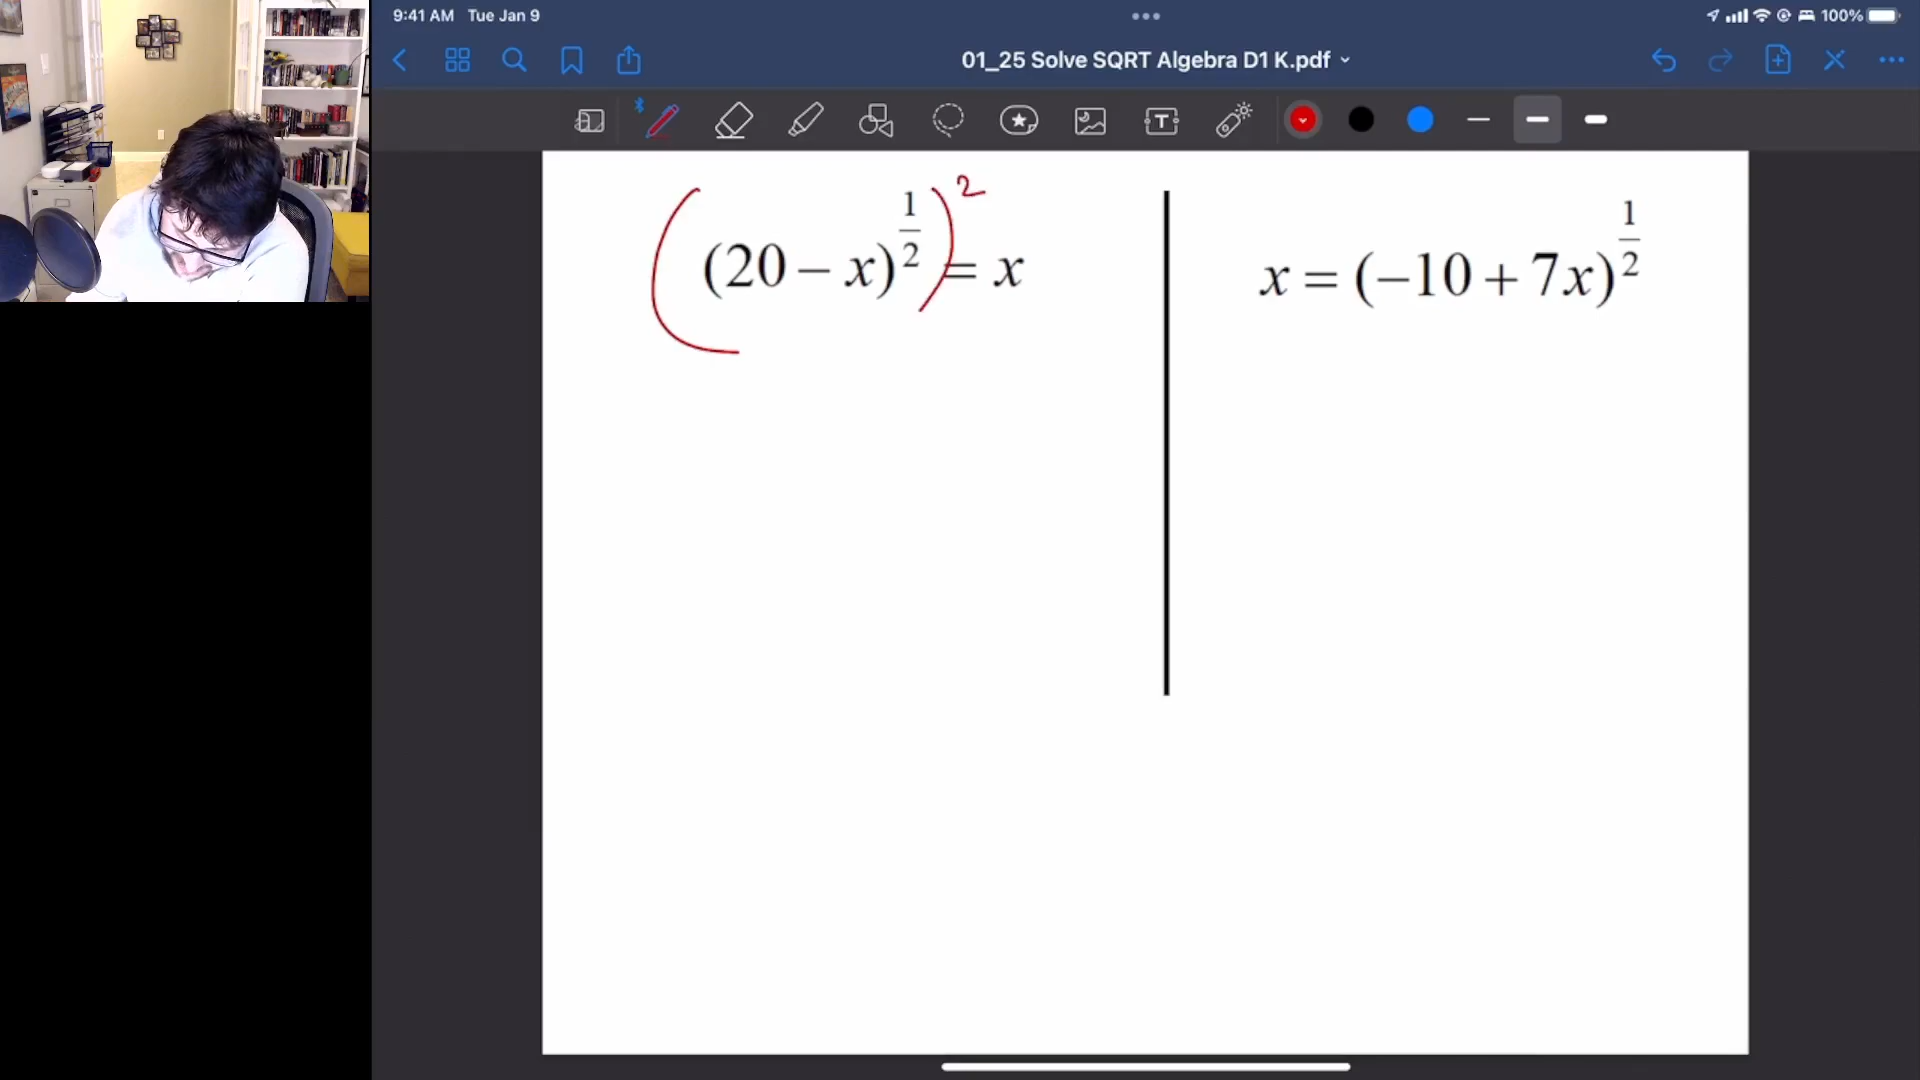 9:41 AM Tue Jan 9
100%
01_25 Solve SQRT Algebra D1 K.pdf
((20 − x)^{1/2})^2 = x
x = (−10 + 7x)^{1/2}